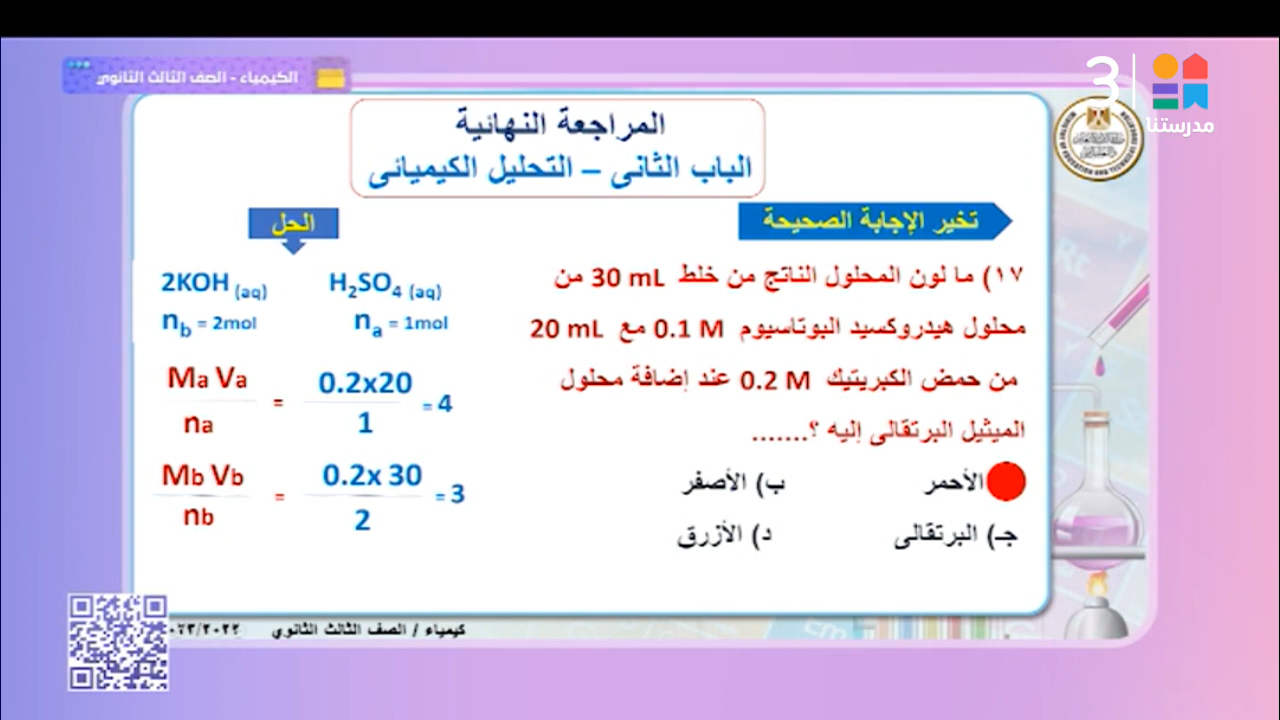 الكيمياء - الصف الثالث الثانوي
3
مدرستنا
المراجعة النهائية
الباب الثانى – التحليل الكيميائى
تخير الإجابة الصحيحة
١٧) ما لون المحلول الناتج من خلط 30 mL من
محلول هيدروكسيد البوتاسيوم 0.1 M مع 20 mL
من حمض الكبريتيك 0.2 M عند إضافة محلول
الميثيل البرتقالى إليه ؟.......
الأحمر
ب) الأصفر
جـ) البرتقالى
د) الأزرق
الحل
2KOH (aq) H₂SO₄ (aq)
nb = 2mol na = 1mol
Ma Va / na = 0.2x20 / 1 = 4
Mb Vb / nb = 0.2x 30 / 2 = 3
كيمياء / الصف الثالث الثانوي ٢٠٢٣/٢٠٢٢